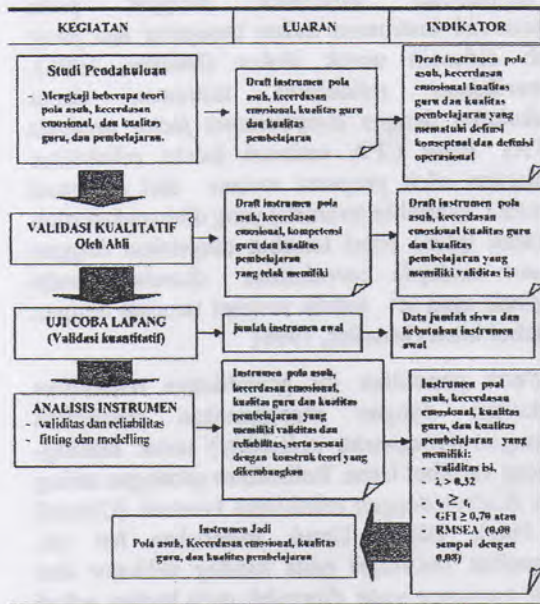 KEGIATAN
LUARAN
INDIKATOR
Studi Pendahuluan
Mengkaji beberapa teori
pola asuh, kecerdasan
emosional, dan kualitas
guru, dan pembelajaran.
Draft instrumen pola
asuh, kecerdasan
emosional, kualitas guru
dan kualitas
pembelajaran
Draft instrumen pola
asuh, kecerdasan
emosional kualitas
guru dan kualitas
pembelajaran yang
mematuhi definsi
konseptual dan definisi
operasional
VALIDASI KUALITATIF
Oleh Ahli
Draft instrumen pola
asuh, kecerdasan
emosional, kompetensi
guru dan kualitas
pembelajaran
yang telak memiliki
Draft instrumen pola
asuh, kecerdasan
emosional kualitas guru
dan kualitas
pembelajaran yang
memiliki validitas isi
UJI COBA LAPANG
(Validasi kuantitatif)
jumlah instrumen awal
Data jumlah siswa dan
kebutuhan instrumen
awal
ANALISIS INSTRUMEN
- validitas dan reliabilitas
- fitting dan modelling
Instrumen pola asuh,
kecerdasan emosional,
kualitas guru dan kualitas
pembelajaran yang
memiliki validitas dan
reliabilitas, serta sesuai
dengan konstruk teori yang
dikembangkan
Instrumen poal
asuh, kecerdasan
emosional, kualitas
guru, dan kualitas
pembelajaran yang
memiliki:
- validitas isi,
λ > 0,32
- t₀ ≥ tₜ
- GFI ≥ 0,70 atau
- RMSEA (0,00
sampai dengan
0,08)
Instrumen Jadi
Pola asuh, Kecerdasan emosional, kualitas
guru, dan kualitas pembelajaran